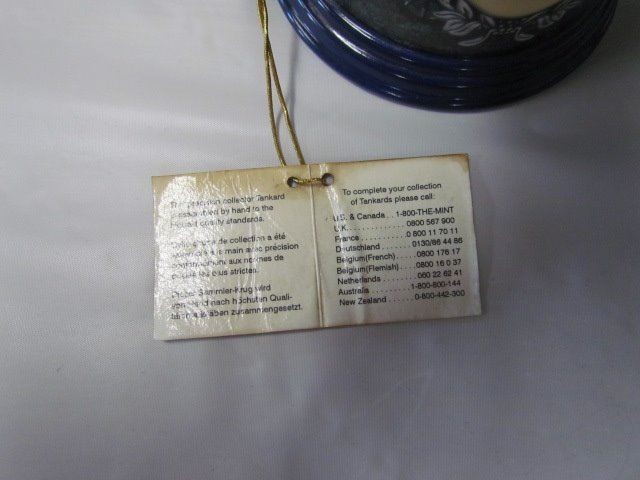 collector Tankard
by hand to the
quality standards.
de collection a été
main avec précision
aux normes de
plus stricten.
Sammler-Krug wird
nach höchsten Quali-
zusammengesetzt.
To complete your collection
of Tankards please call:
U.S. & Canada . . 1-800-THE-MINT
U.K. . . . . . . . . . . . . 0800 567 900
France . . . . . . . . . . 0 800 11 70 11
Deutschland . . . . . . . 0130/86 44 86
Belgium(French) . . . . 0800 176 17
Belgium(Flemish) . . . . 0800 16 0 37
Netherlands . . . . . . . 060 22 62 41
Australia . . . . . . . . . 1-800-800-144
New Zealand . . . . . . 0-800-442-300